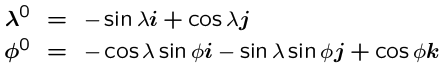 λ⁰ = − sin λi + cos λj
ϕ⁰ = − cos λ sin ϕi − sin λ sin ϕj + cos ϕk